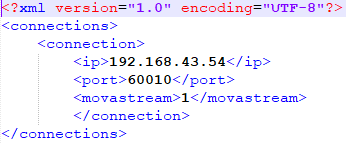 <?xml version="1.0" encoding="UTF-8"?>
<connections>
    <connection>
        <ip>192.168.43.54</ip>
        <port>60010</port>
        <movastream>1</movastream>
        </connection>
</connections>